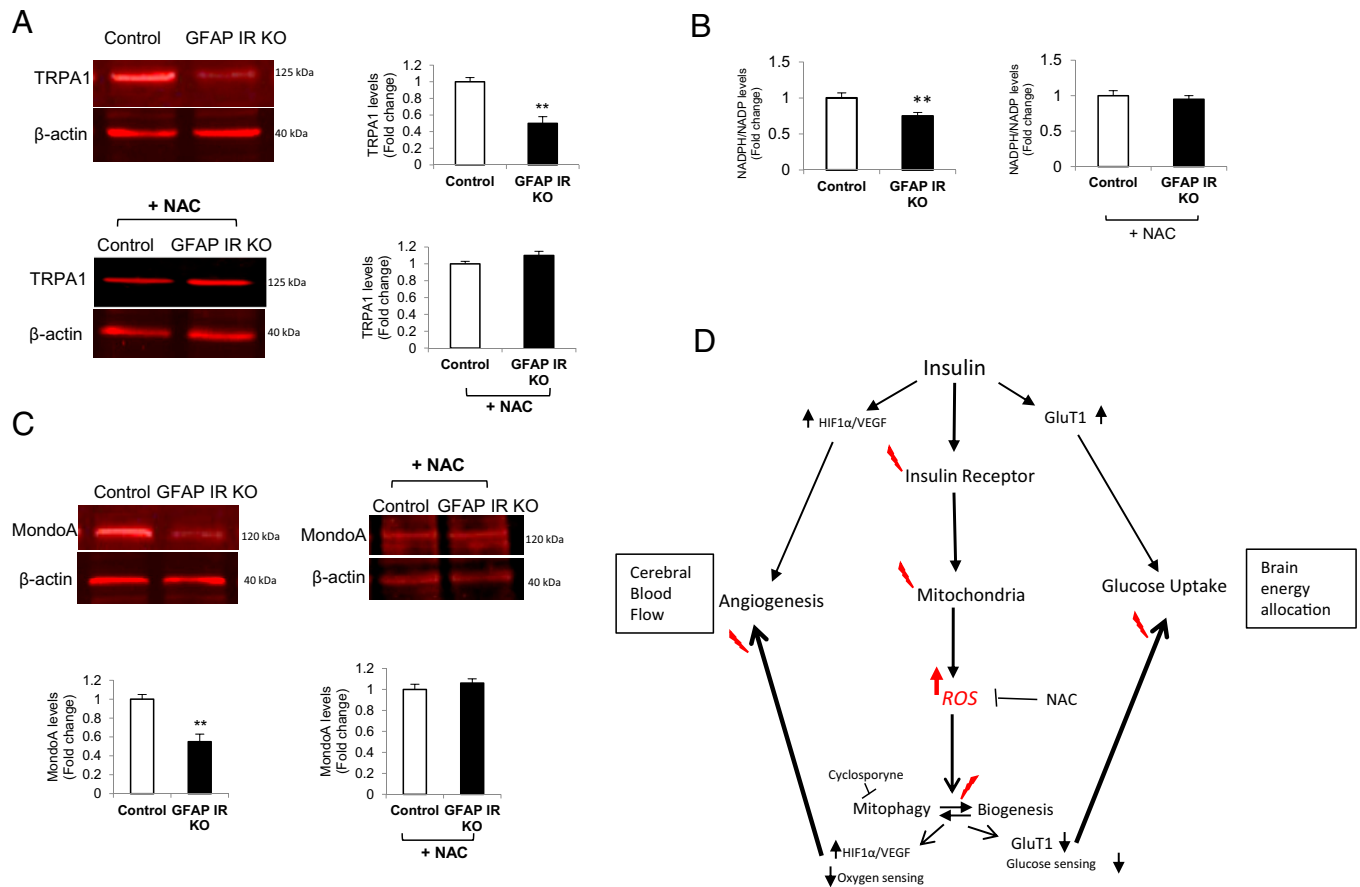 A
Control GFAP IR KO
TRPA1
125 kDa
β-actin
40 kDa
TRPA1 levels
(Fold change)
1.2
1
0.8
0.6
0.4
0.2
0
**
Control
GFAP IR
KO
+ NAC
Control GFAP IR KO
TRPA1
125 kDa
β-actin
40 kDa
TRPA1 levels
(Fold change)
1.2
1
0.8
0.6
0.4
0.2
0
Control
GFAP IR
KO
+ NAC
B
NADPH/NADP levels
(Fold change)
1.5
1
0.5
0
**
Control
GFAP IR
KO
NADPH/NADP levels
(Fold change)
1.5
1
0.5
0
Control
GFAP IR
KO
+ NAC
C
Control GFAP IR KO
MondoA
120 kDa
β-actin
40 kDa
+ NAC
Control GFAP IR KO
MondoA
120 kDa
β-actin
40 kDa
MondoA levels
(Fold change)
1.2
1
0.8
0.6
0.4
0.2
0
**
Control
GFAP IR
KO
MondoA levels
(Fold change)
1.2
1
0.8
0.6
0.4
0.2
0
Control
GFAP IR
KO
+ NAC
D
Insulin
HIF1α/VEGF
GluT1
Insulin Receptor
Cerebral
Blood
Flow
Angiogenesis
Mitochondria
Glucose Uptake
Brain
energy
allocation
ROS
NAC
Cyclosporyne
Mitophagy
Biogenesis
HIF1α/VEGF
Oxygen sensing
GluT1
Glucose sensing